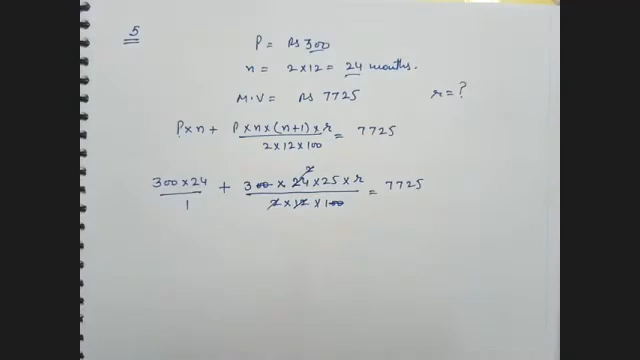 5
P = Rs 300
n = 2×12 = 24 months.
M.V = Rs 7725 r = ?
P×n + P×n×(n+1)×r / 2×12×100 = 7725
300×24 / 1 + 300×24×25×r / 2×12×100 = 7725